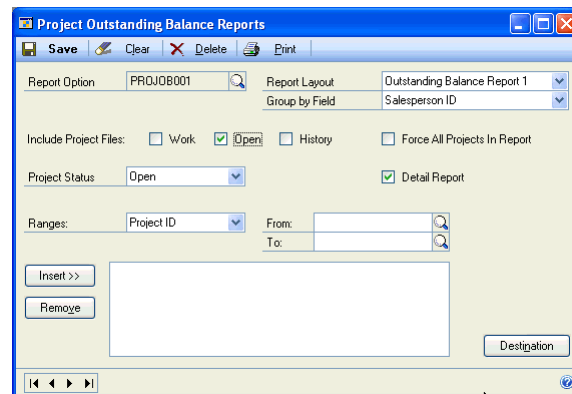 Project Outstanding Balance Reports
Save Clear Delete Print
Report Option PROJOB001 Report Layout Outstanding Balance Report 1
Group by Field Salesperson ID
Include Project Files: Work Open History Force All Projects In Report
Project Status Open Detail Report
Ranges: Project ID From:
To:
Insert >>
Remove
Destination